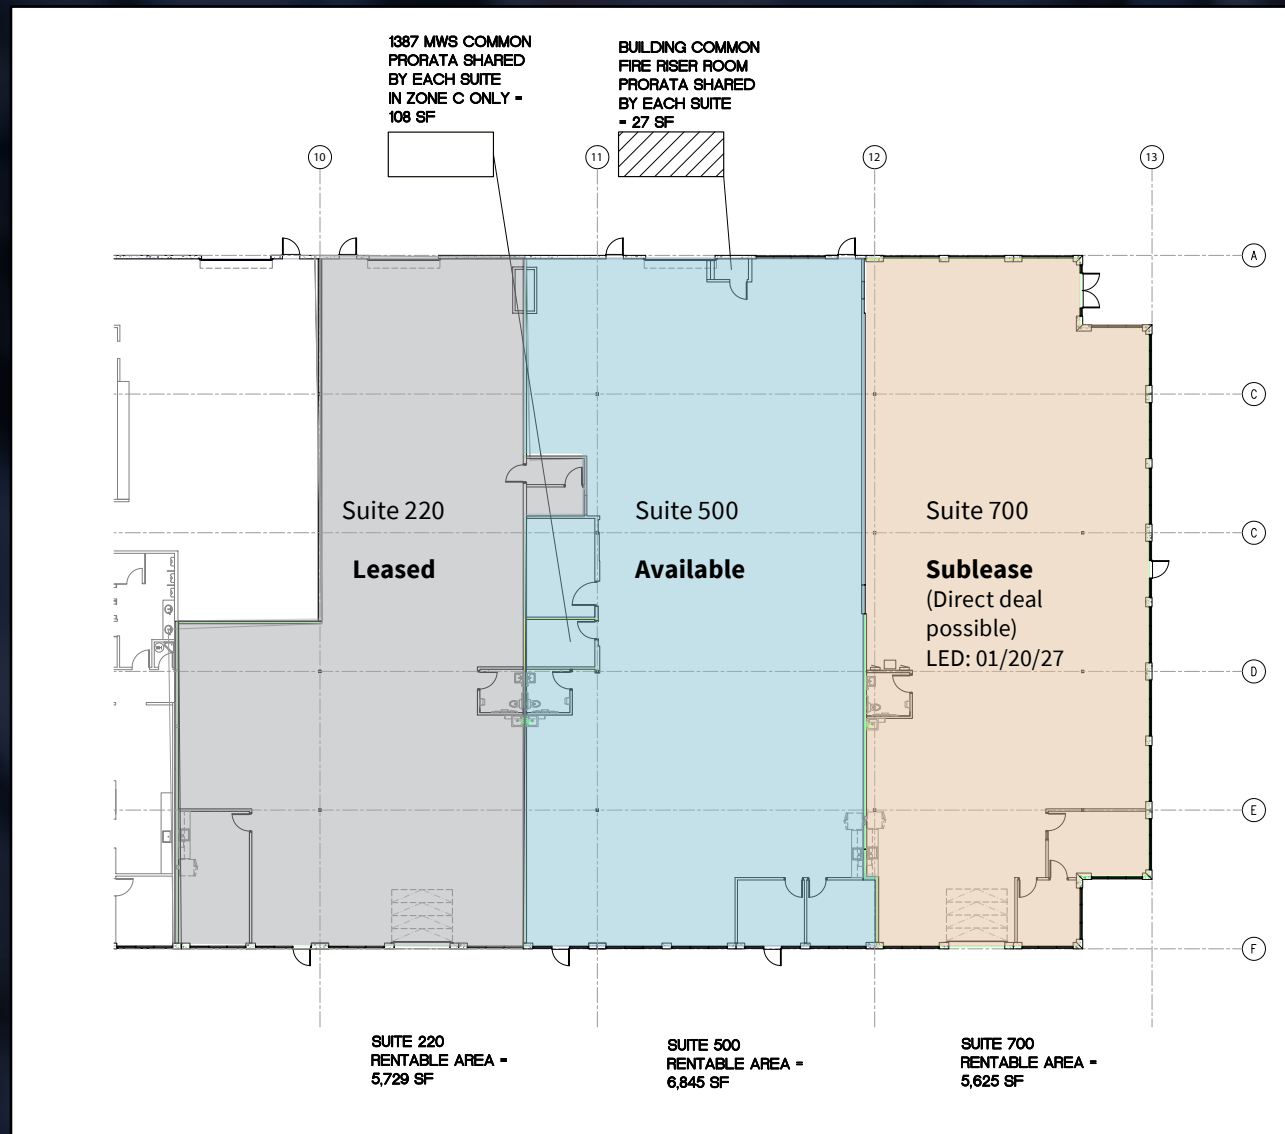 1387 MWS COMMON
PRORATA SHARED
BY EACH SUITE
IN ZONE C ONLY =
108 SF
BUILDING COMMON
FIRE RISER ROOM
PRORATA SHARED
BY EACH SUITE
= 27 SF
10
11
12
13
A
C
Suite 220
Leased
Suite 500
Available
Suite 700
Sublease
(Direct deal
possible)
LED: 01/20/27
C
D
E
F
SUITE 220
RENTABLE AREA =
5,729 SF
SUITE 500
RENTABLE AREA =
6,845 SF
SUITE 700
RENTABLE AREA =
5,625 SF